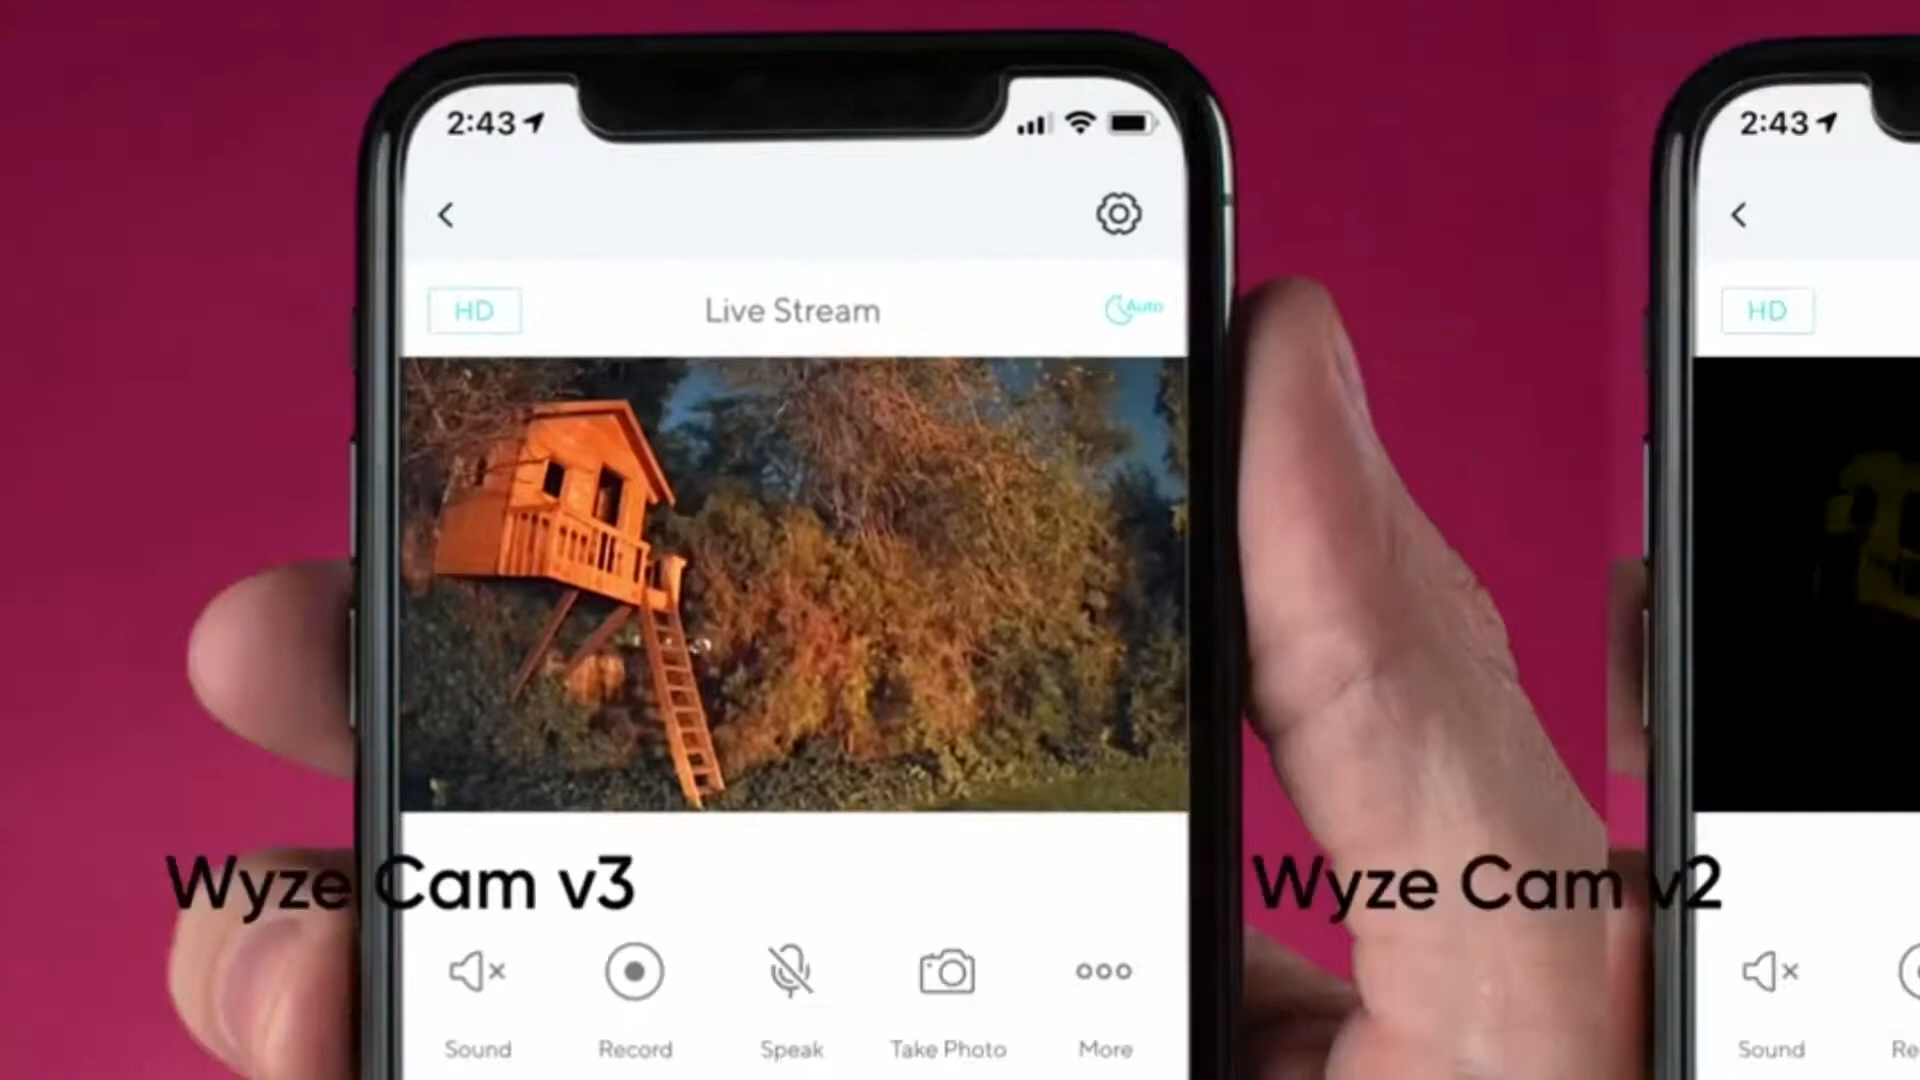 2:43
HD
Live Stream
Auto
Wyze Cam v3
Sound
Record
Speak
Take Photo
More
2:43
HD
Wyze Cam v2
Sound
Re